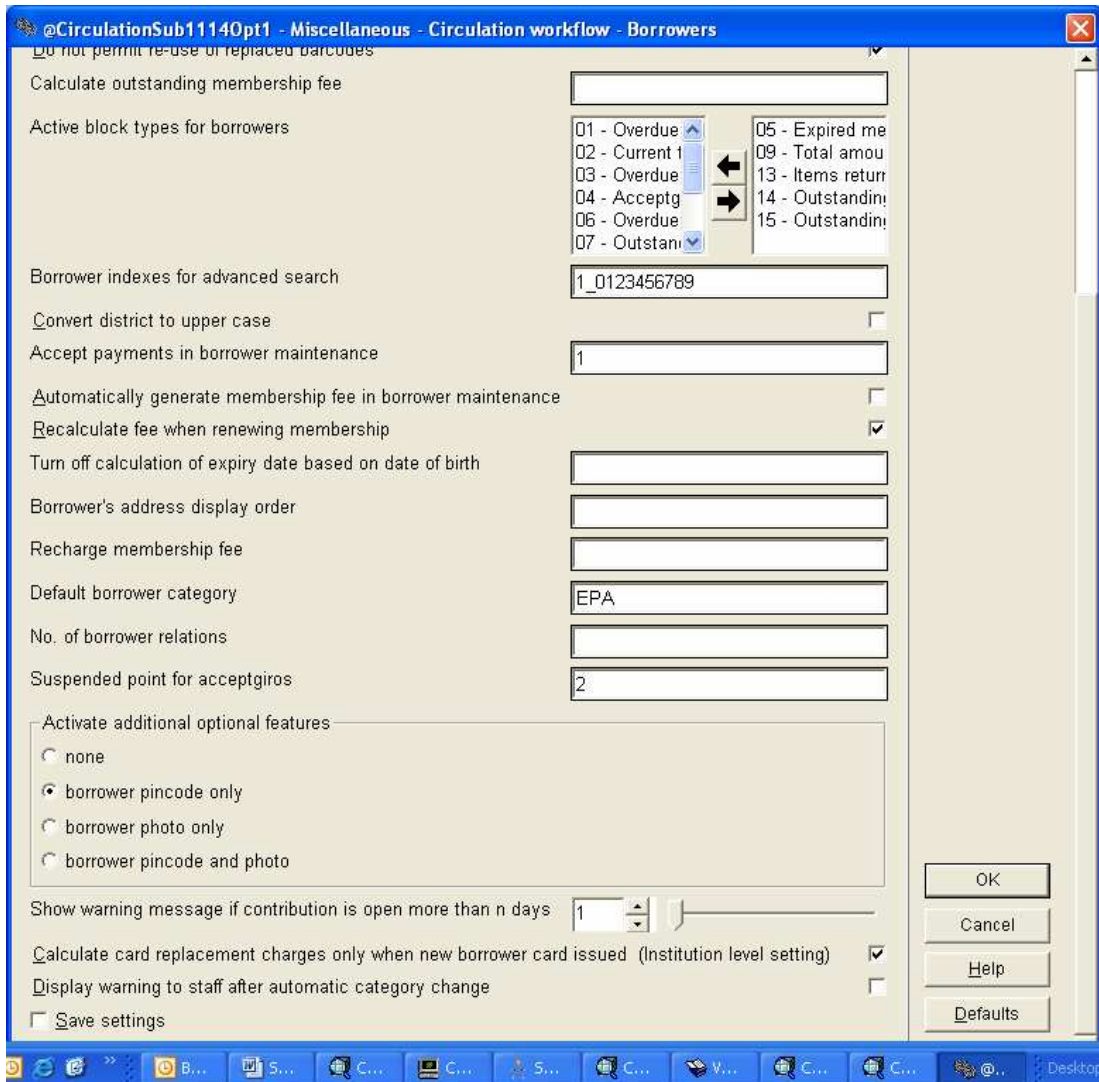 @CirculationSub11140pt1 - Miscellaneous - Circulation workflow - Borrowers
Do not permit re-use of replaced barcodes
Calculate outstanding membership fee
Active block types for borrowers
01 - Overdue
02 - Current t
03 - Overdue
04 - Acceptg
06 - Overdue
07 - Outstan
05 - Expired me
09 - Total amou
13 - Items return
14 - Outstanding
15 - Outstanding
Borrower indexes for advanced search
1_0123456789
Convert district to upper case
Accept payments in borrower maintenance
1
Automatically generate membership fee in borrower maintenance
Recalculate fee when renewing membership
Turn off calculation of expiry date based on date of birth
Borrower's address display order
Recharge membership fee
Default borrower category
EPA
No. of borrower relations
Suspended point for acceptgiros
2
Activate additional optional features
none
borrower pincode only
borrower photo only
borrower pincode and photo
Show warning message if contribution is open more than n days
1
Calculate card replacement charges only when new borrower card issued (Institution level setting)
Display warning to staff after automatic category change
Save settings
OK
Cancel
Help
Defaults
» B... S... C... C... S... C... V... C... C... @.. Desktop